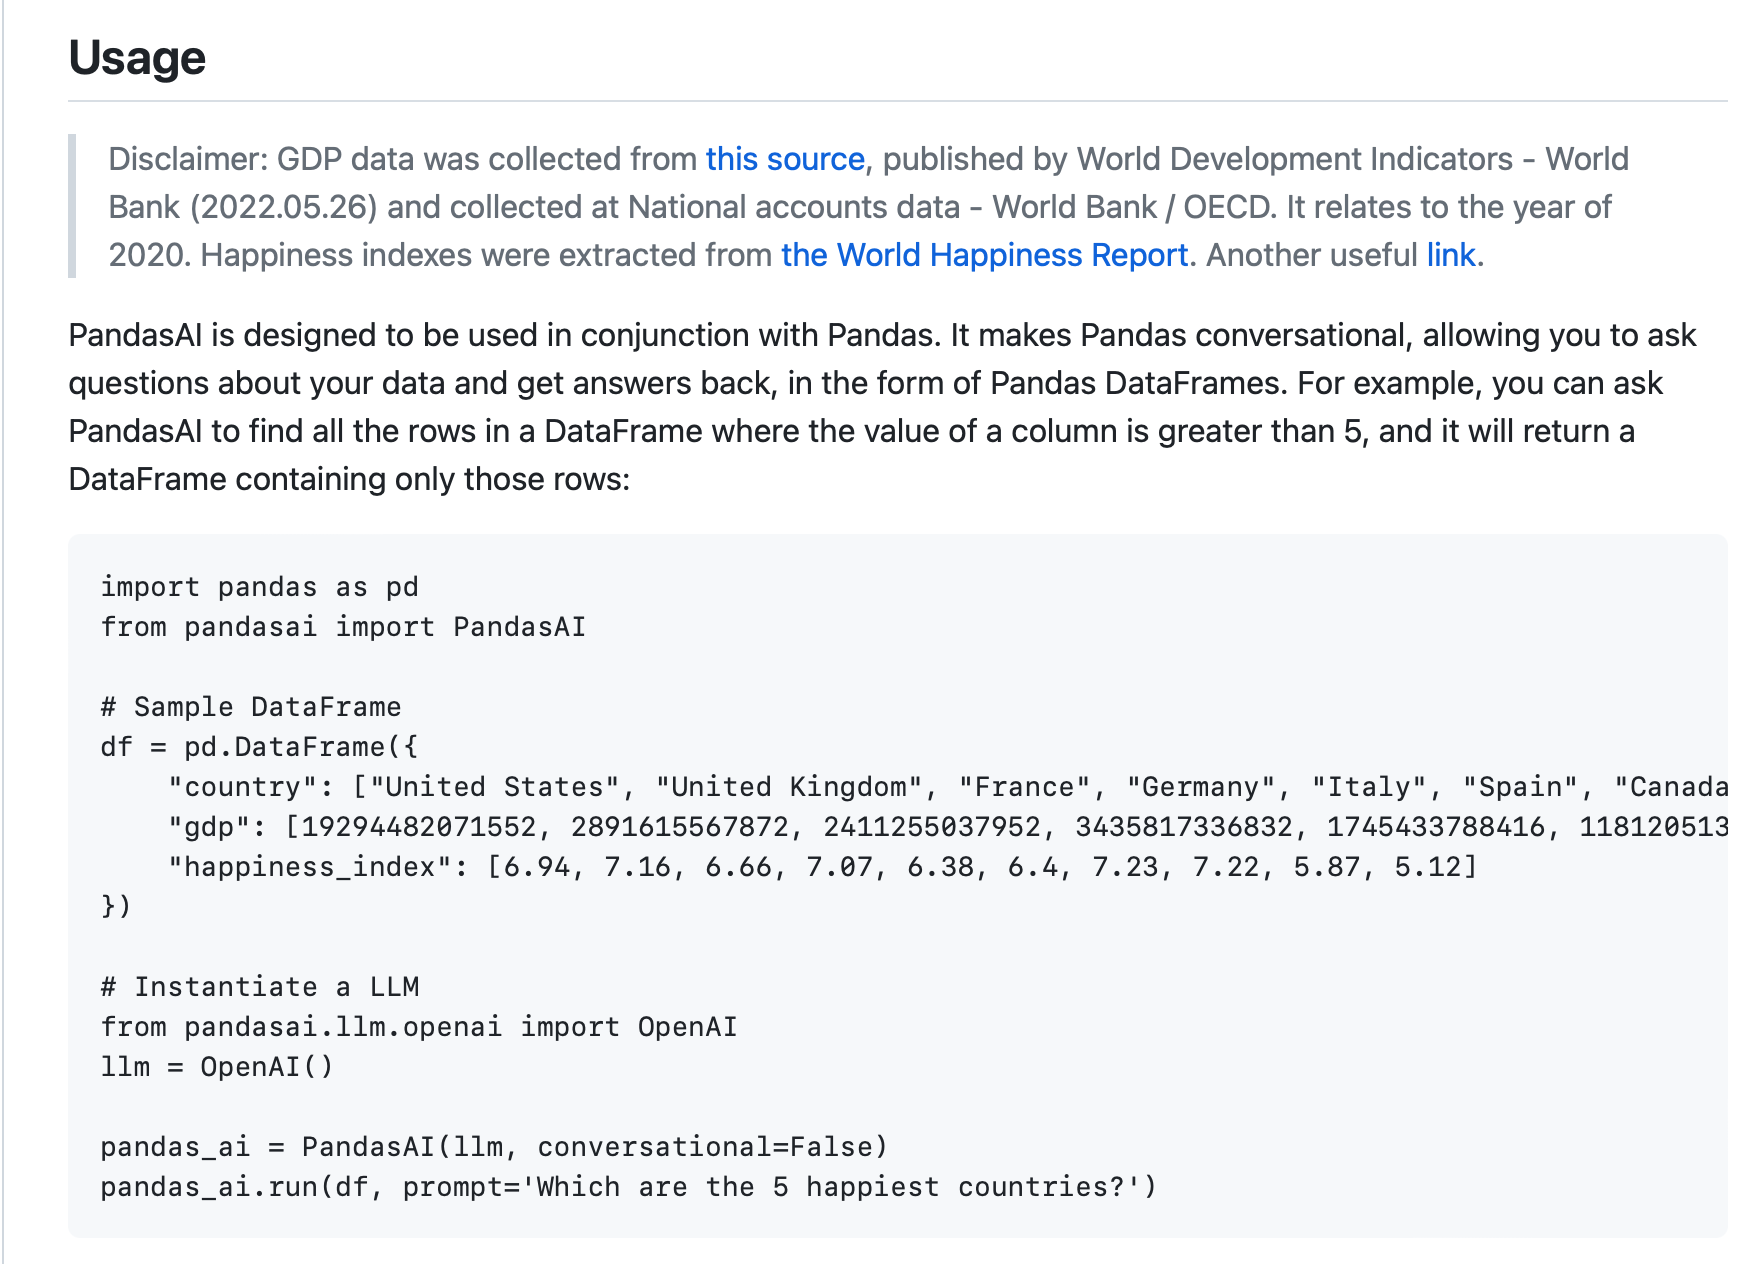 Usage
Disclaimer: GDP data was collected from this source, published by World Development Indicators - World
Bank (2022.05.26) and collected at National accounts data - World Bank / OECD. It relates to the year of
2020. Happiness indexes were extracted from the World Happiness Report. Another useful link.
PandasAI is designed to be used in conjunction with Pandas. It makes Pandas conversational, allowing you to ask
questions about your data and get answers back, in the form of Pandas DataFrames. For example, you can ask
PandasAI to find all the rows in a DataFrame where the value of a column is greater than 5, and it will return a
DataFrame containing only those rows:
import pandas as pd
from pandasai import PandasAI
# Sample DataFrame
df = pd.DataFrame({
    "country": ["United States", "United Kingdom", "France", "Germany", "Italy", "Spain", "Canada
    "gdp": [19294482071552, 2891615567872, 2411255037952, 3435817336832, 1745433788416, 118120513
    "happiness_index": [6.94, 7.16, 6.66, 7.07, 6.38, 6.4, 7.23, 7.22, 5.87, 5.12]
})
# Instantiate a LLM
from pandasai.llm.openai import OpenAI
llm = OpenAI()
pandas_ai = PandasAI(llm, conversational=False)
pandas_ai.run(df, prompt='Which are the 5 happiest countries?')